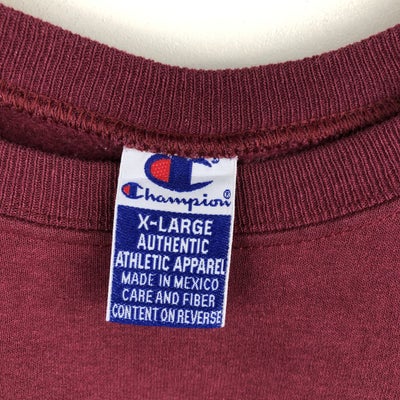 Champion®
X-LARGE
AUTHENTIC
ATHLETIC APPAREL
MADE IN MEXICO
CARE AND FIBER
CONTENT ON REVERSE